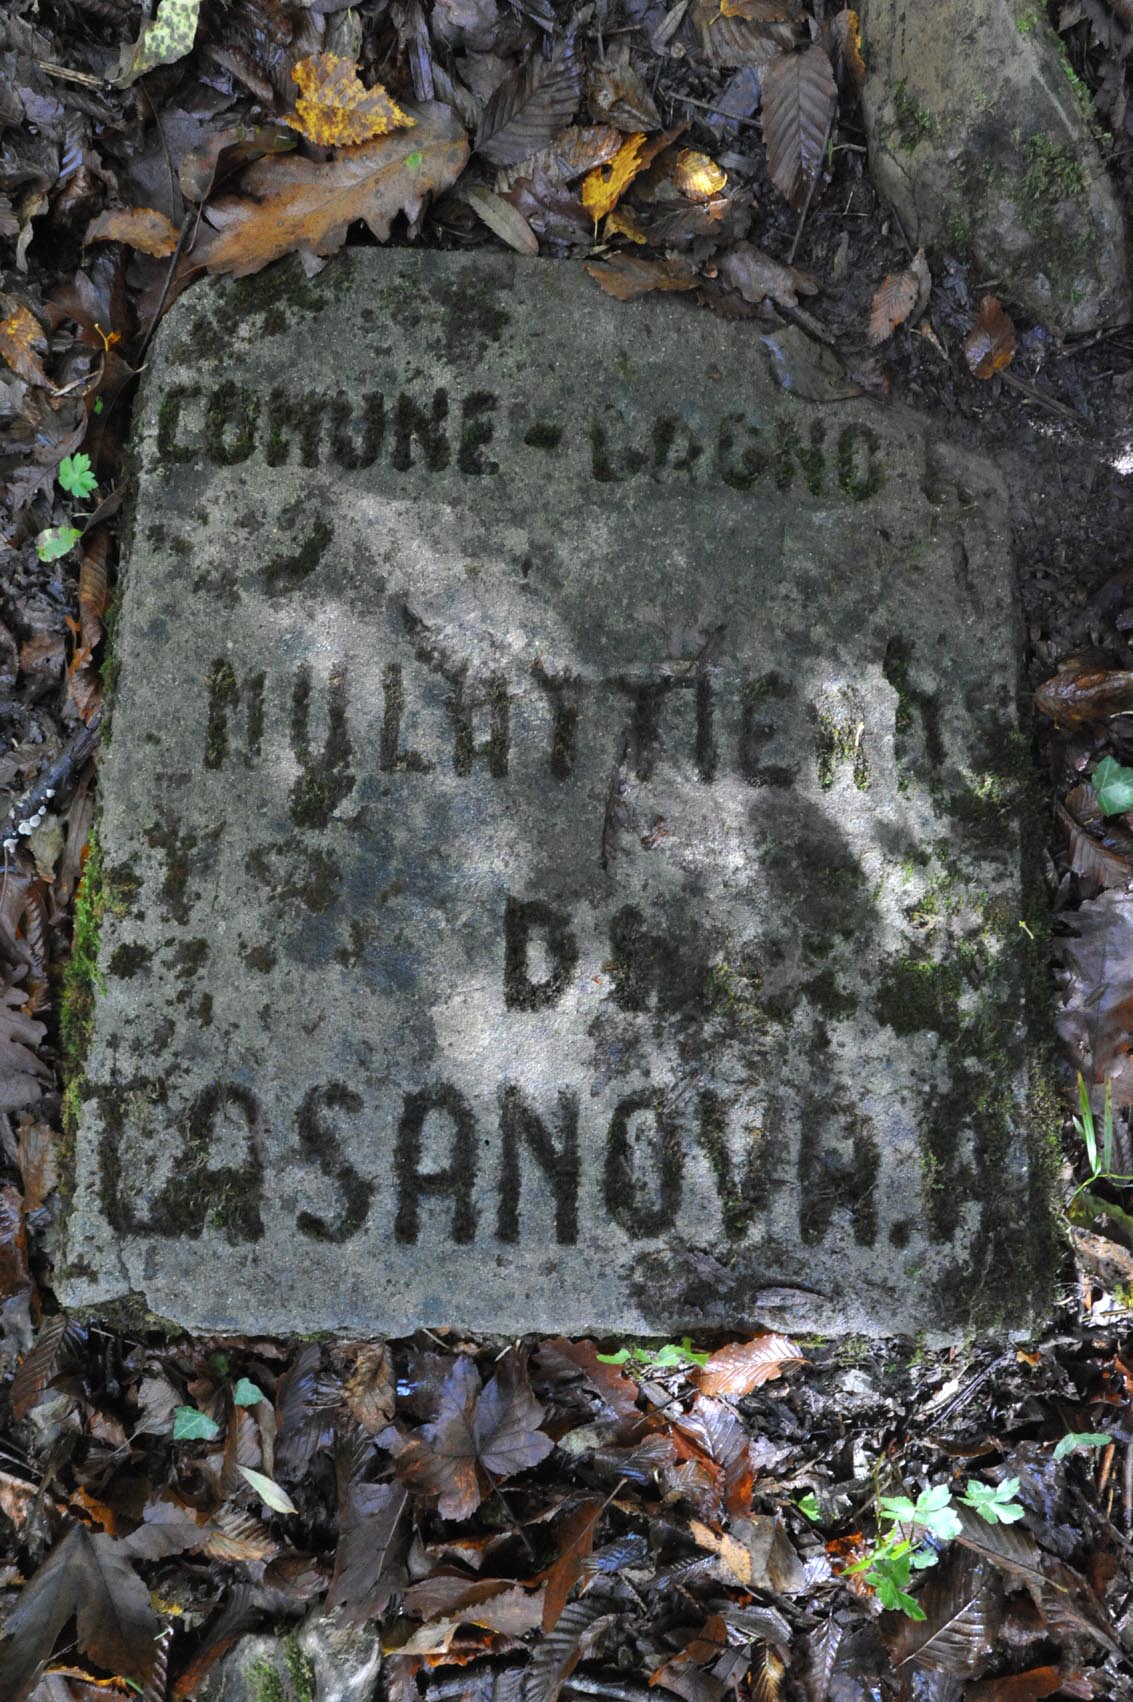 COMUNE - CAGNO
MULATTIERA
DI
CASANOVA.